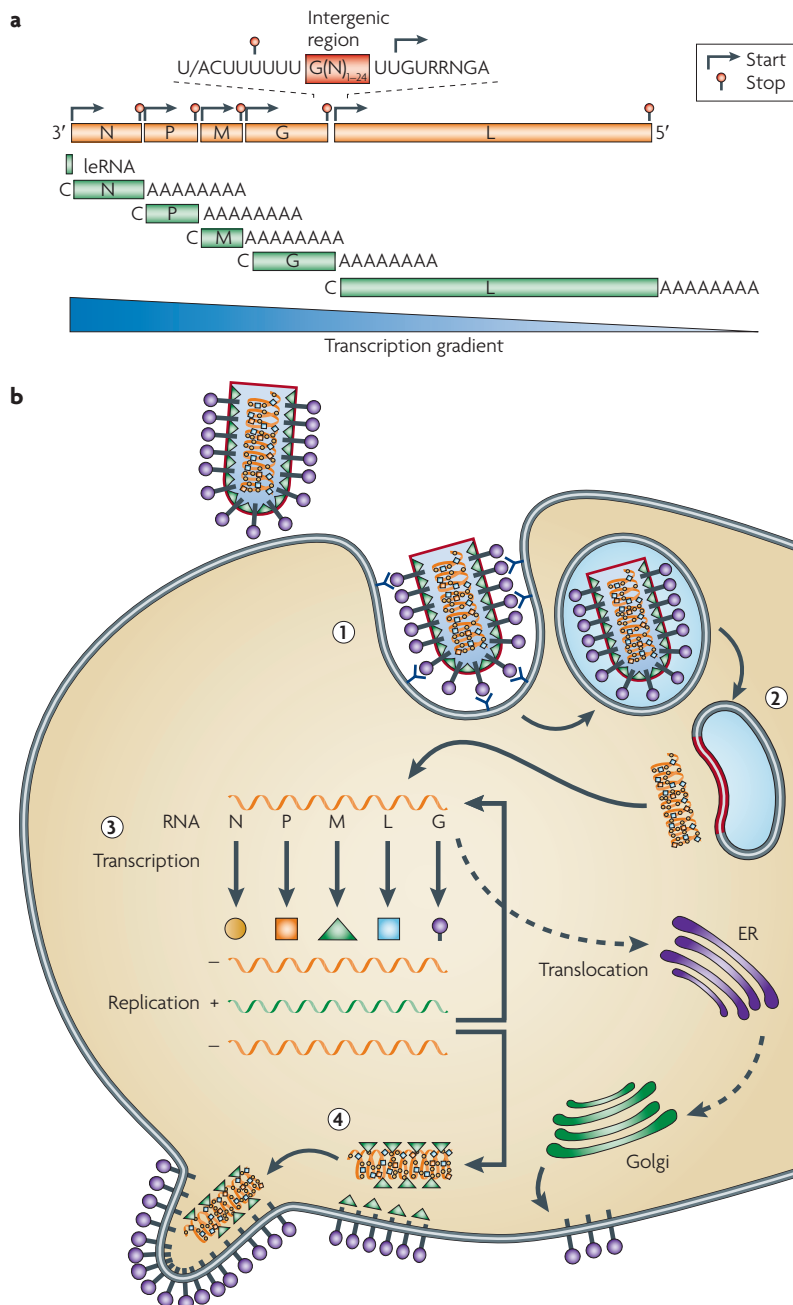 a
Intergenic
region
U/ACUUUUUU G(N)1–24 UUGURRNGA
Start
Stop
3′ N P M G L 5′
leRNA
C N AAAAAAAA
C P AAAAAAAA
C M AAAAAAAA
C G AAAAAAAA
C L AAAAAAAA
Transcription gradient
b
1
2
3 RNA N P M L G
Transcription
ER
–
Translocation
Replication +
–
4
Golgi